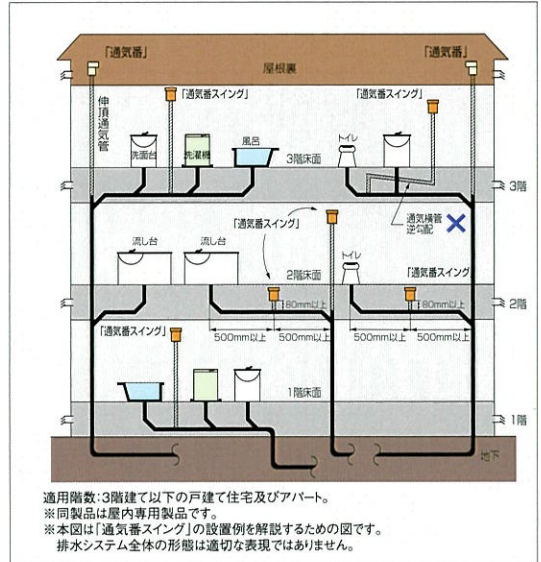 「通気番」
「通気番」
屋根裏
伸頂通気管
「通気番スイング」
「通気番スイング」
洗面台
洗濯機
風呂
トイレ
3階床面
3階
通気横管
逆勾配
「通気番スイング」
流し台
流し台
トイレ
2階床面
「通気番スイング
2階
80mm以上
80mm以上
500mm以上
500mm以上
500mm以上
500mm以上
「通気番スイング」
1階床面
1階
地下
適用階数:3階建て以下の戸建て住宅及びアパート。
※同製品は屋内専用製品です。
※本図は「通気番スイング」の設置例を解説するための図です。
排水システム全体の形態は適切な表現ではありません。